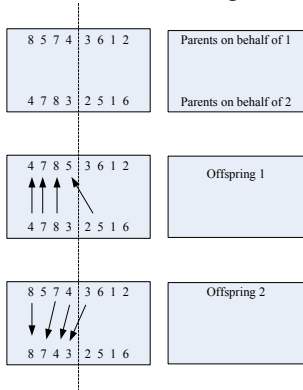 8 5 7 4 3 6 1 2
Parents on behalf of 1
4 7 8 3 2 5 1 6
Parents on behalf of 2
4 7 8 5 3 6 1 2
Offspring 1
4 7 8 3 2 5 1 6
8 5 7 4 3 6 1 2
Offspring 2
8 7 4 3 2 5 1 6